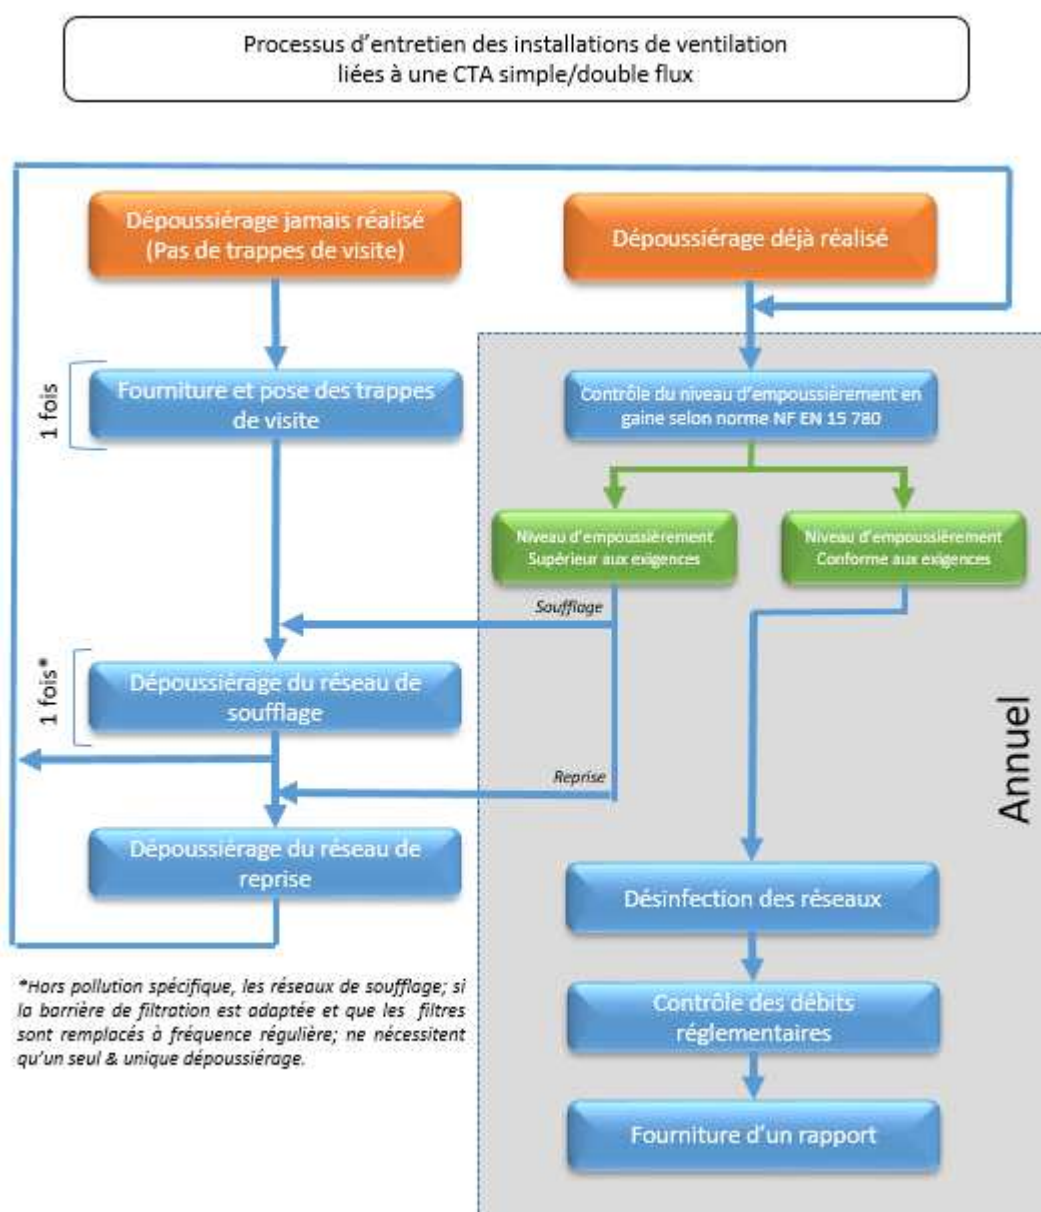 Processus d'entretien des installations de ventilation
liées à une CTA simple/double flux
Dépoussiérage jamais réalisé
(Pas de trappes de visite)
Dépoussiérage déjà réalisé
1 fois
Fourniture et pose des trappes
de visite
Contrôle du niveau d'empoussièrement en
gaine selon norme NF EN 15 780
Niveau d'empoussièrement
Supérieur aux exigences
Niveau d'empoussièrement
Conforme aux exigences
Soufflage
1 fois*
Dépoussiérage du réseau de
soufflage
Annuel
Reprise
Dépoussiérage du réseau de
reprise
Désinfection des réseaux
*Hors pollution spécifique, les réseaux de soufflage; si
la barrière de filtration est adaptée et que les filtres
sont remplacés à fréquence régulière; ne nécessitent
qu'un seul & unique dépoussiérage.
Contrôle des débits
réglementaires
Fourniture d'un rapport